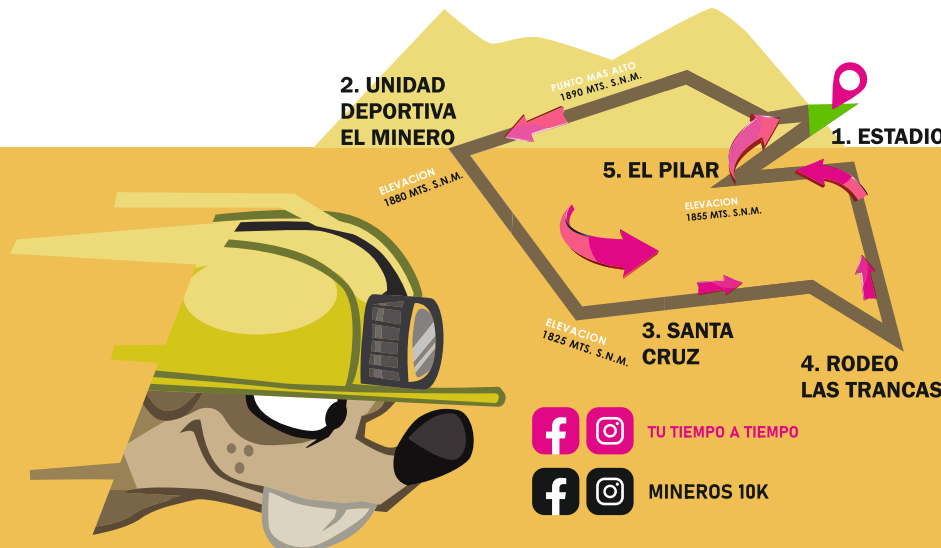 PUNTO MAS ALTO
1890 MTS. S.N.M.
2. UNIDAD
DEPORTIVA
EL MINERO
1. ESTADIO
5. EL PILAR
ELEVACION
1880 MTS. S.N.M.
ELEVACION
1855 MTS. S.N.M.
ELEVACION
1825 MTS. S.N.M.
3. SANTA
CRUZ
4. RODEO
LAS TRANCAS
TU TIEMPO A TIEMPO
MINEROS 10K